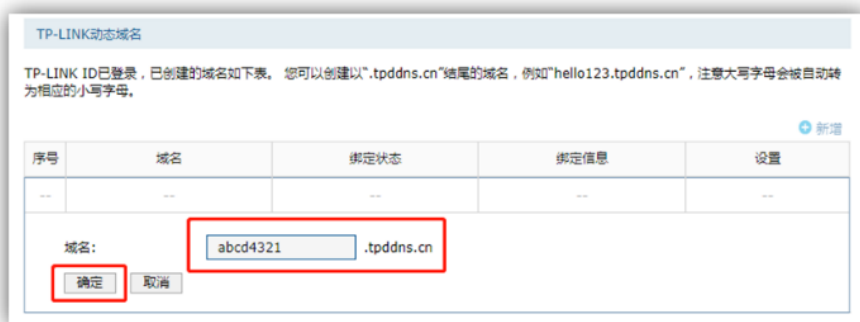 TP-LINK动态域名
TP-LINK ID已登录，已创建的域名如下表。 您可以创建以“.tpddns.cn”结尾的域名，例如“hello123.tpddns.cn”，注意大写字母会被自动转
为相应的小写字母。
新增
序号 域名 绑定状态 绑定信息 设置
-- -- -- -- --
域名: abcd4321 .tpddns.cn
确定 取消